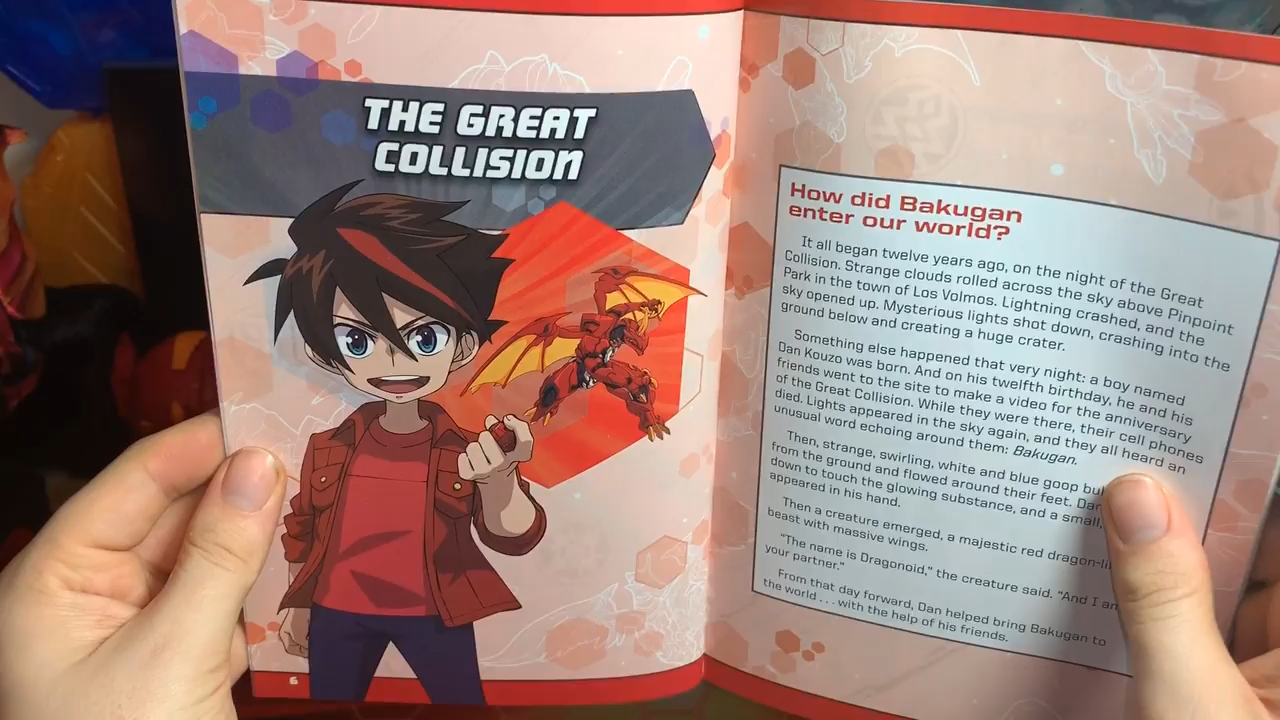 THE GREAT
COLLISION
6
How did Bakugan
enter our world?
It all began twelve years ago, on the night of the Great
Collision. Strange clouds rolled across the sky above Pinpoint
Park in the town of Los Volmos. Lightning crashed, and the
sky opened up. Mysterious lights shot down, crashing into the
ground below and creating a huge crater.
Something else happened that very night: a boy named
Dan Kouzo was born. And on his twelfth birthday, he and his
friends went to the site to make a video for the anniversary
of the Great Collision. While they were there, their cell phones
died. Lights appeared in the sky again, and they all heard an
unusual word echoing around them: Bakugan.
Then, strange, swirling, white and blue goop
from the ground and flowed around their feet.
down to touch the glowing substance, and a small,
appeared in his hand.
Then a creature emerged, a majestic red
beast with massive wings.
"The name is Dragonoid," the creature said. "And I
your partner."
From that day forward, Dan helped bring Bakugan to
the world . . . with the help of his friends.